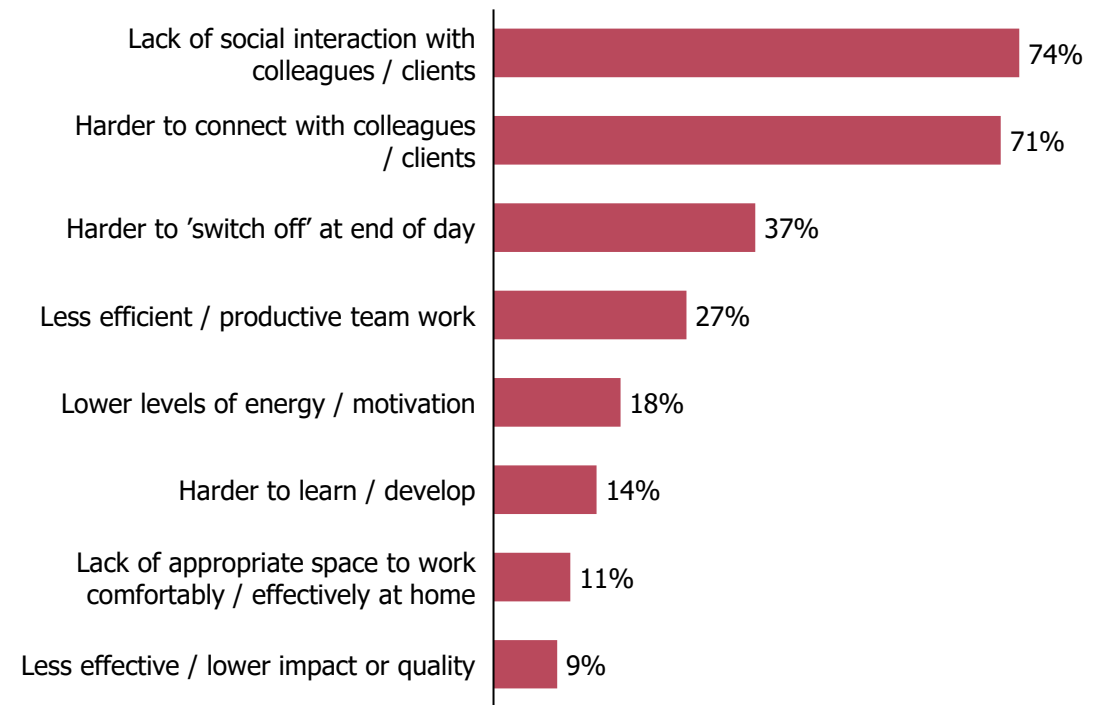 Lack of social interaction with
colleagues / clients
74%
Harder to connect with colleagues
/ clients
71%
Harder to ’switch off’ at end of day
37%
Less efficient / productive team work
27%
Lower levels of energy / motivation
18%
Harder to learn / develop
14%
Lack of appropriate space to work
comfortably / effectively at home
11%
Less effective / lower impact or quality
9%